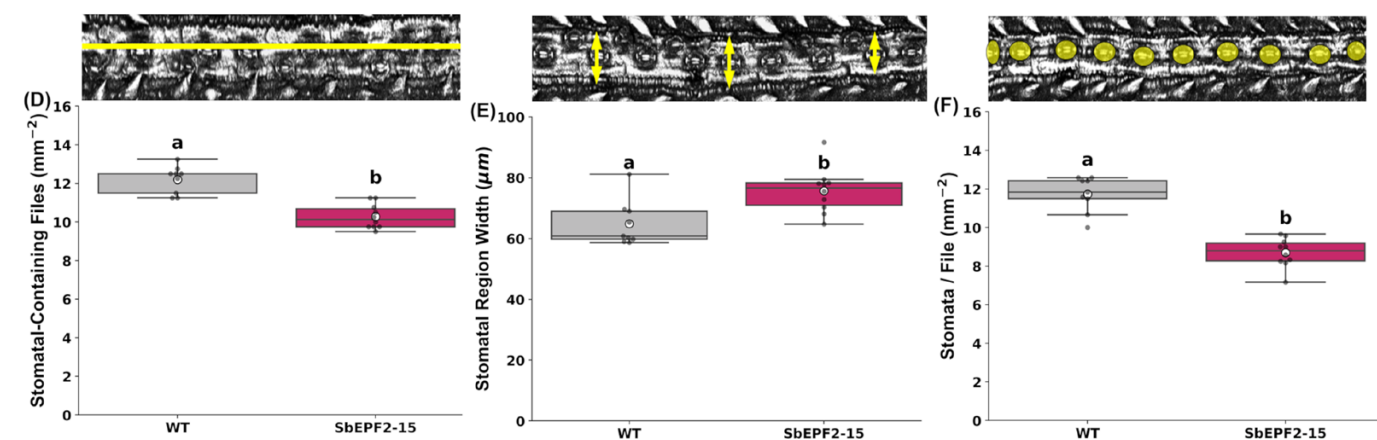 (D)
Stomatal-Containing Files (mm⁻²)
16
14
12
10
8
6
4
2
0
a
b
WT
SbEPF2-15
(E)
Stomatal Region Width (μm)
100
80
60
40
20
0
a
b
WT
SbEPF2-15
(F)
Stomata / File (mm⁻²)
16
14
12
10
8
6
4
2
0
a
b
WT
SbEPF2-15